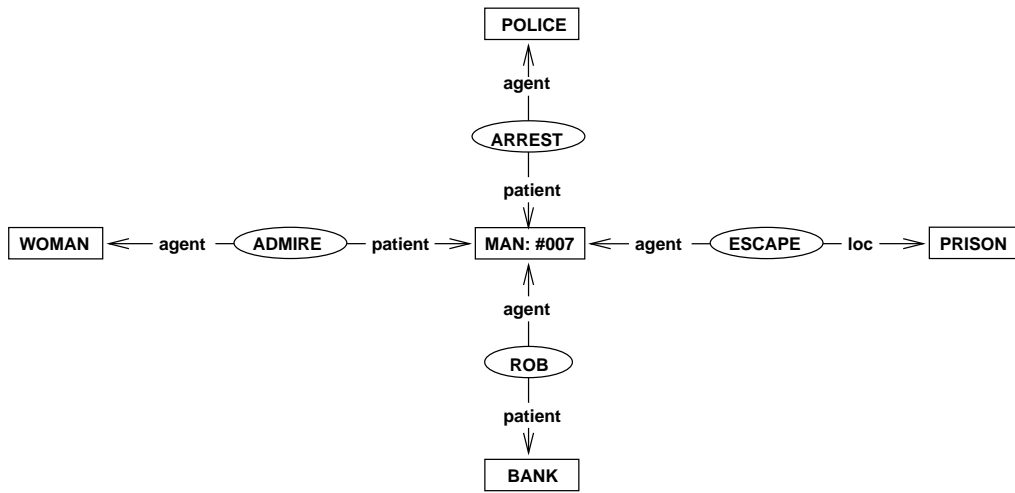 POLICE
agent
ARREST
patient
WOMAN agent ADMIRE patient MAN: #007 agent ESCAPE loc PRISON
agent
ROB
patient
BANK